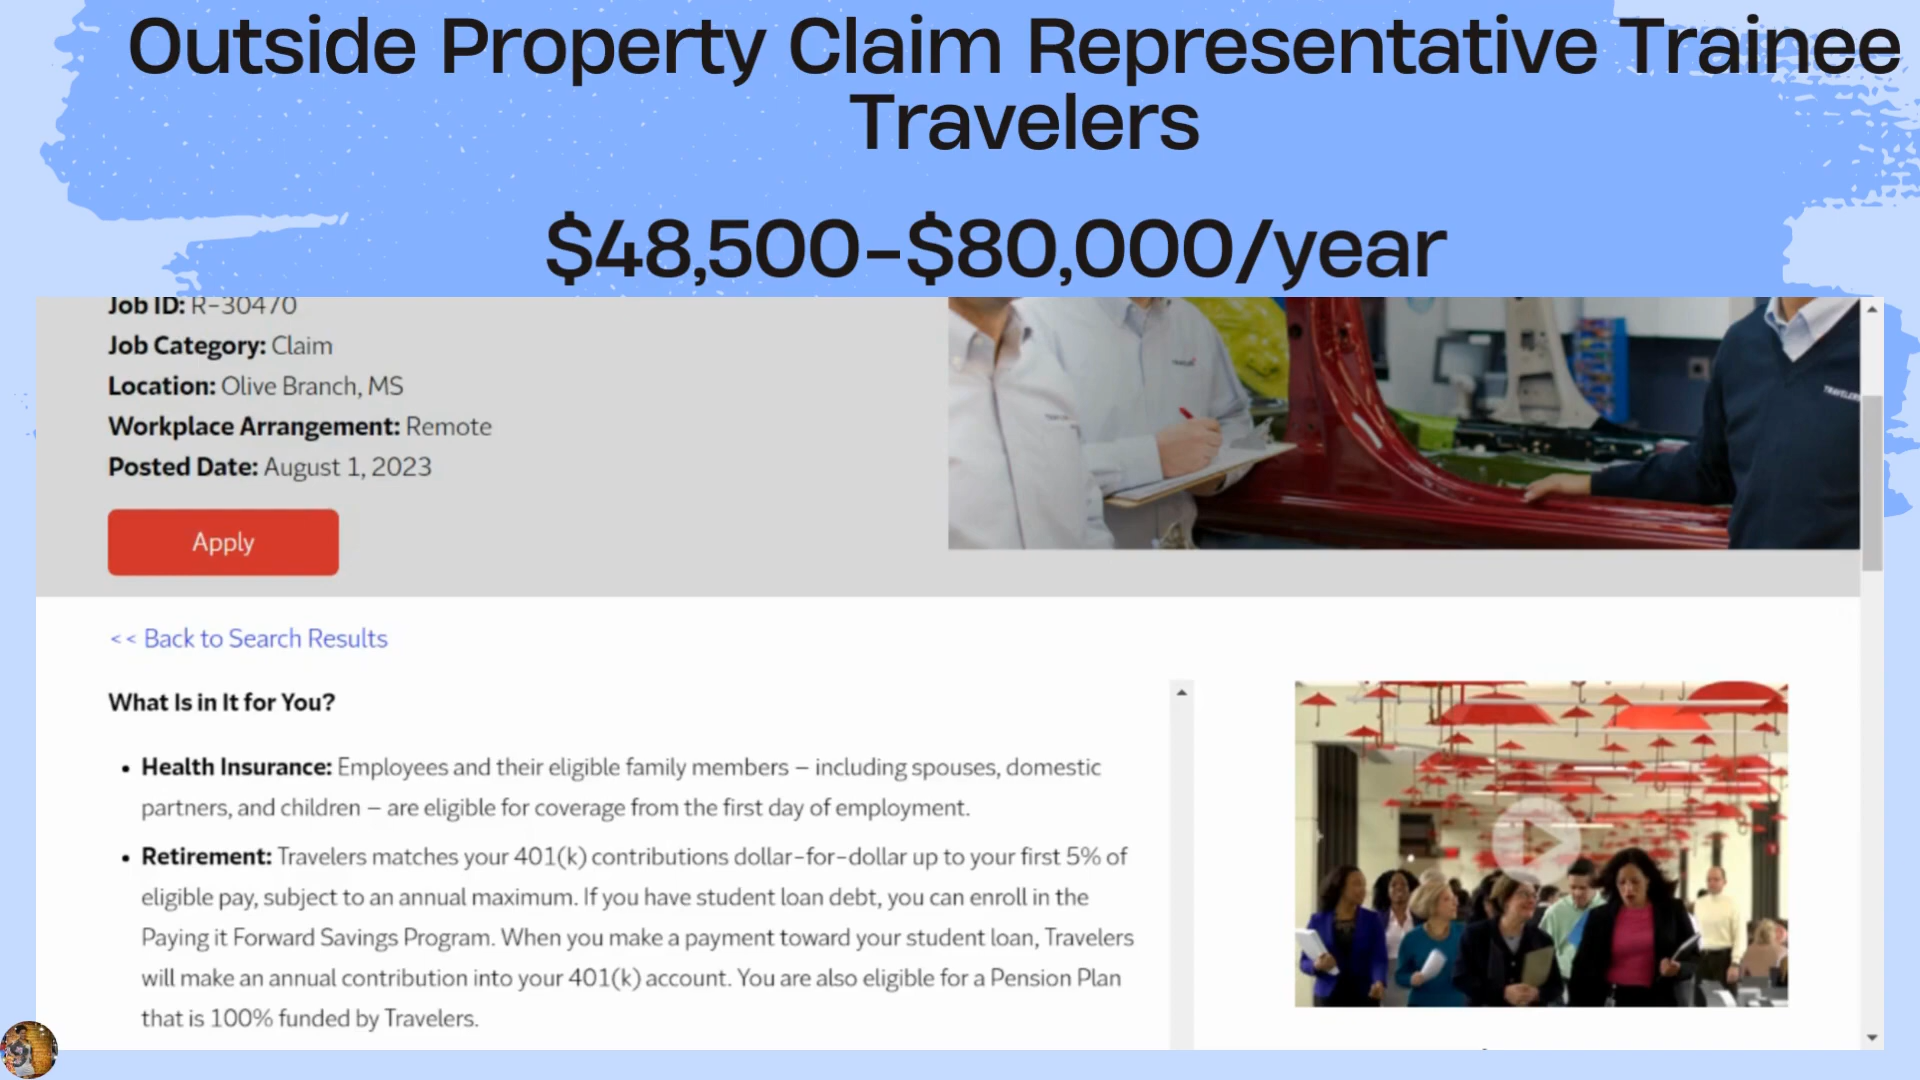 Outside Property Claim Representative Trainee
Travelers
$48,500-$80,000/year
Job ID: R-30470
Job Category: Claim
Location: Olive Branch, MS
Workplace Arrangement: Remote
Posted Date: August 1, 2023
Apply
<< Back to Search Results
What Is in It for You?
• Health Insurance: Employees and their eligible family members – including spouses, domestic
partners, and children – are eligible for coverage from the first day of employment.
• Retirement: Travelers matches your 401(k) contributions dollar-for-dollar up to your first 5% of
eligible pay, subject to an annual maximum. If you have student loan debt, you can enroll in the
Paying it Forward Savings Program. When you make a payment toward your student loan, Travelers
will make an annual contribution into your 401(k) account. You are also eligible for a Pension Plan
that is 100% funded by Travelers.